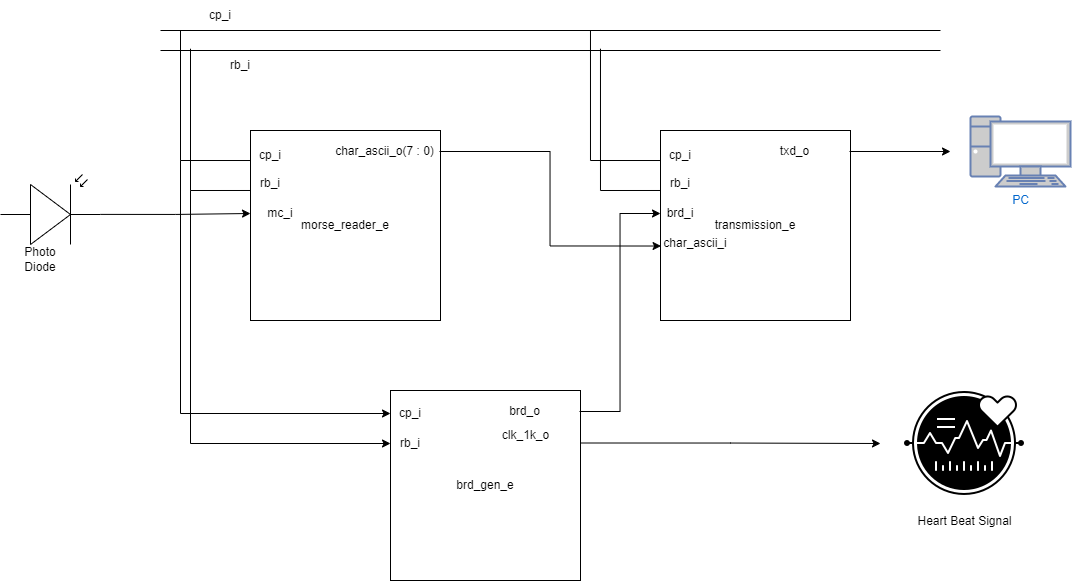 cp_i
rb_i
cp_i
char_ascii_o(7 : 0)
rb_i
mc_i
morse_reader_e
cp_i
txd_o
rb_i
brd_i
transmission_e
char_ascii_i
PC
Photo
Diode
cp_i
brd_o
rb_i
clk_1k_o
brd_gen_e
Heart Beat Signal